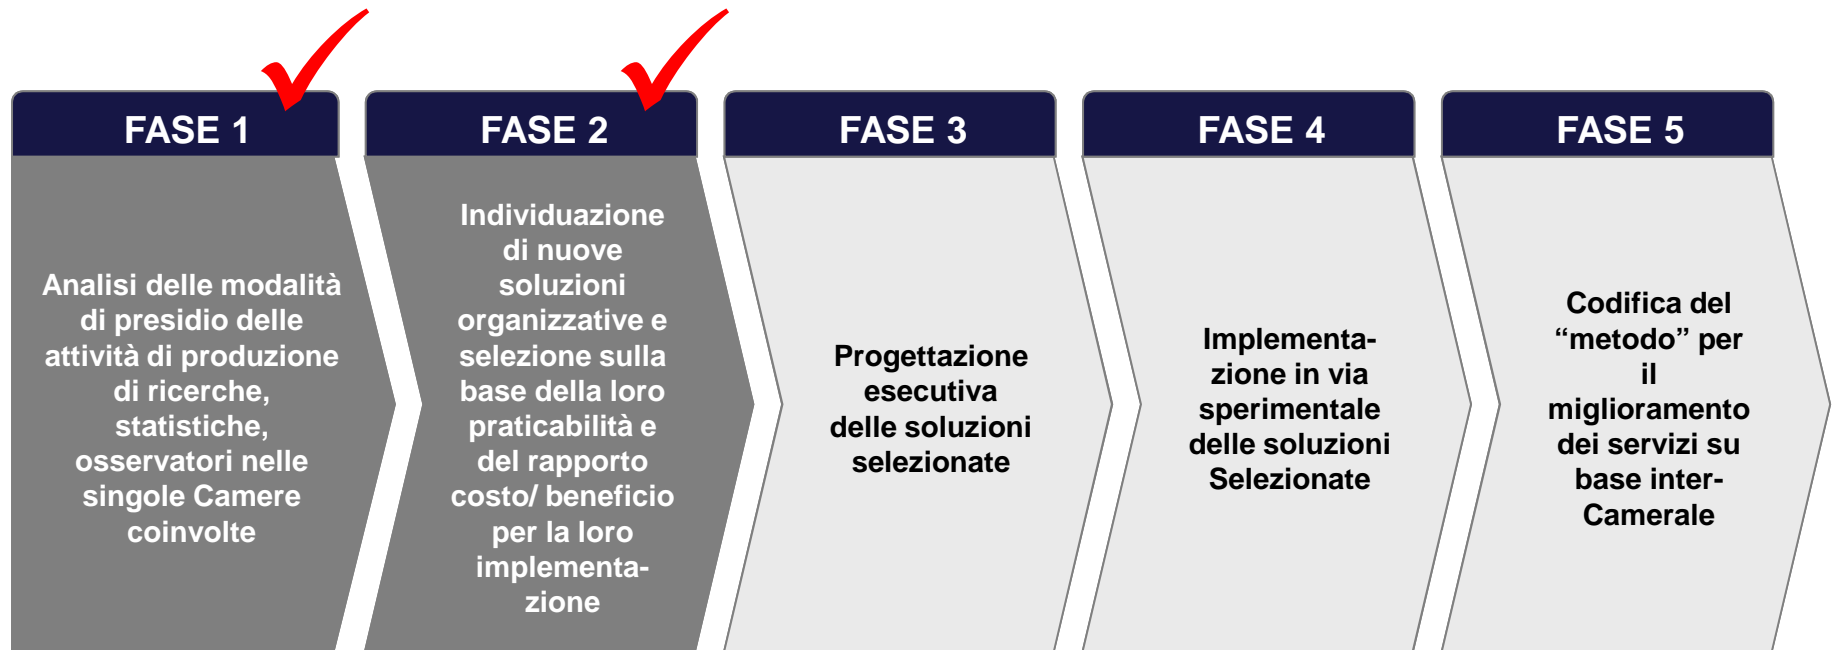 FASE 1
Analisi delle modalità
di presidio delle
attività di produzione
di ricerche,
statistiche,
osservatori nelle
singole Camere
coinvolte
FASE 2
Individuazione
di nuove
soluzioni
organizzative e
selezione sulla
base della loro
praticabilità e
del rapporto
costo/ beneficio
per la loro
implementa-
zione
FASE 3
Progettazione
esecutiva
delle soluzioni
selezionate
FASE 4
Implementa-
zione in via
sperimentale
delle soluzioni
Selezionate
FASE 5
Codifica del
“metodo” per
il
miglioramento
dei servizi su
base inter-
Camerale